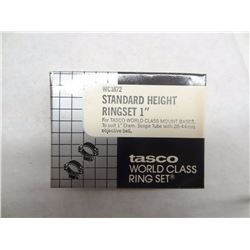 WC1872
STANDARD HEIGHT
RINGSET 1"
For TASCO WORLD CLASS MOUNT BASES.
To suit 1" Diam. Scope Tube with 28-44mm
objective bell.
tasco
WORLD CLASS
RING SET®